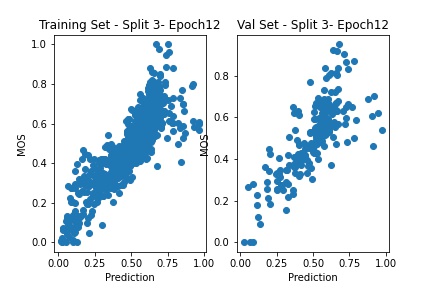 Training Set - Split 3- Epoch12
1.0
0.8
0.6
0.4
0.2
0.0
MOS
0.00 0.25 0.50 0.75 1.00
Prediction
Val Set - Split 3- Epoch12
0.8
0.6
0.4
0.2
0.0
MOS
0.00 0.25 0.50 0.75 1.00
Prediction